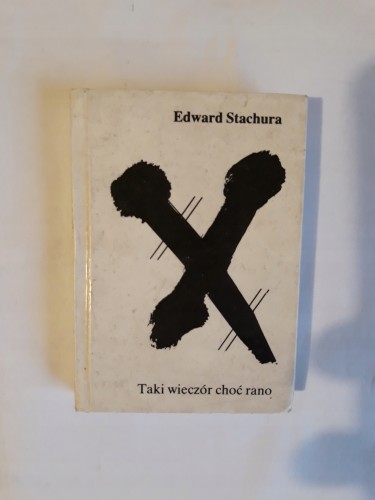 Edward Stachura
Taki wieczór choć rano